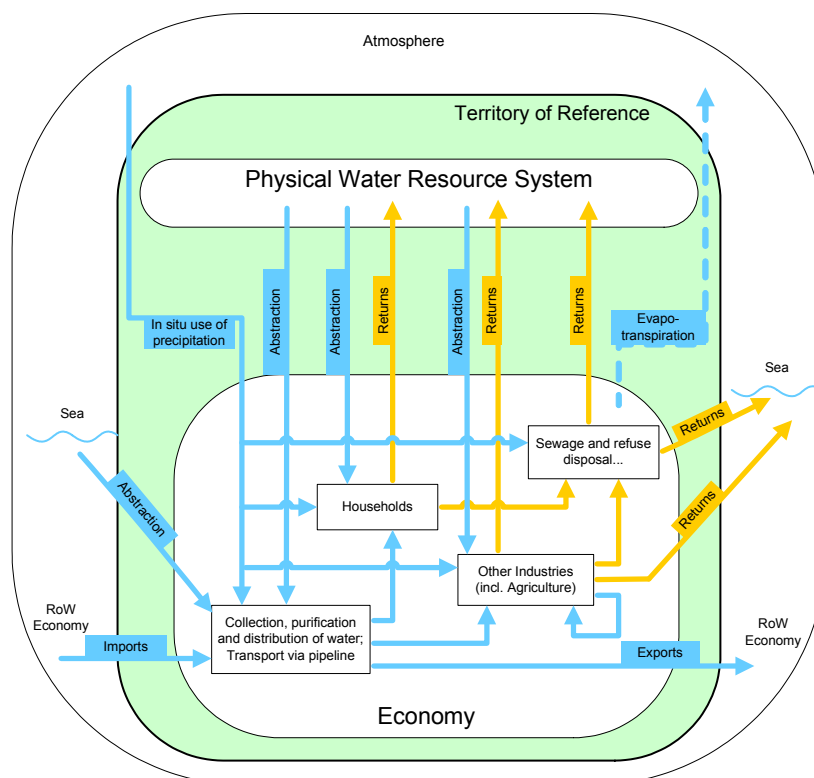 Atmosphere
Territory of Reference
Physical Water Resource System
Abstraction
Abstraction
Returns
Abstraction
Returns
Returns
In situ use of
precipitation
Evapo-
transpiration
Sea
Sea
Returns
Sewage and refuse
disposal...
Abstraction
Households
Returns
Other Industries
(incl. Agriculture)
RoW
Economy
Imports
Collection, purification
and distribution of water;
Transport via pipeline
Exports
RoW
Economy
Economy